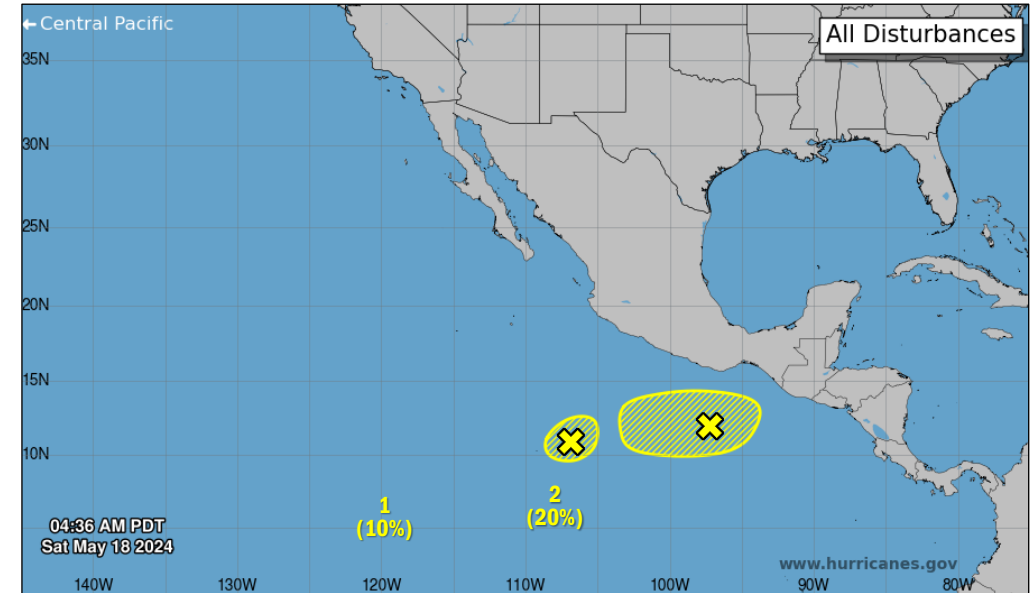 ← Central Pacific
All Disturbances
35N
30N
25N
20N
15N
10N
1
(10%)
2
(20%)
04:36 AM PDT
Sat May 18 2024
www.hurricanes.gov
140W 130W 120W 110W 100W 90W 80W